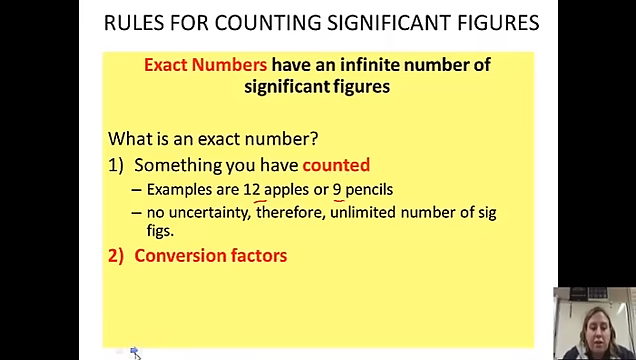 RULES FOR COUNTING SIGNIFICANT FIGURES
Exact Numbers have an infinite number of
significant figures
What is an exact number?
1) Something you have counted
– Examples are 12 apples or 9 pencils
– no uncertainty, therefore, unlimited number of sig
figs.
2) Conversion factors